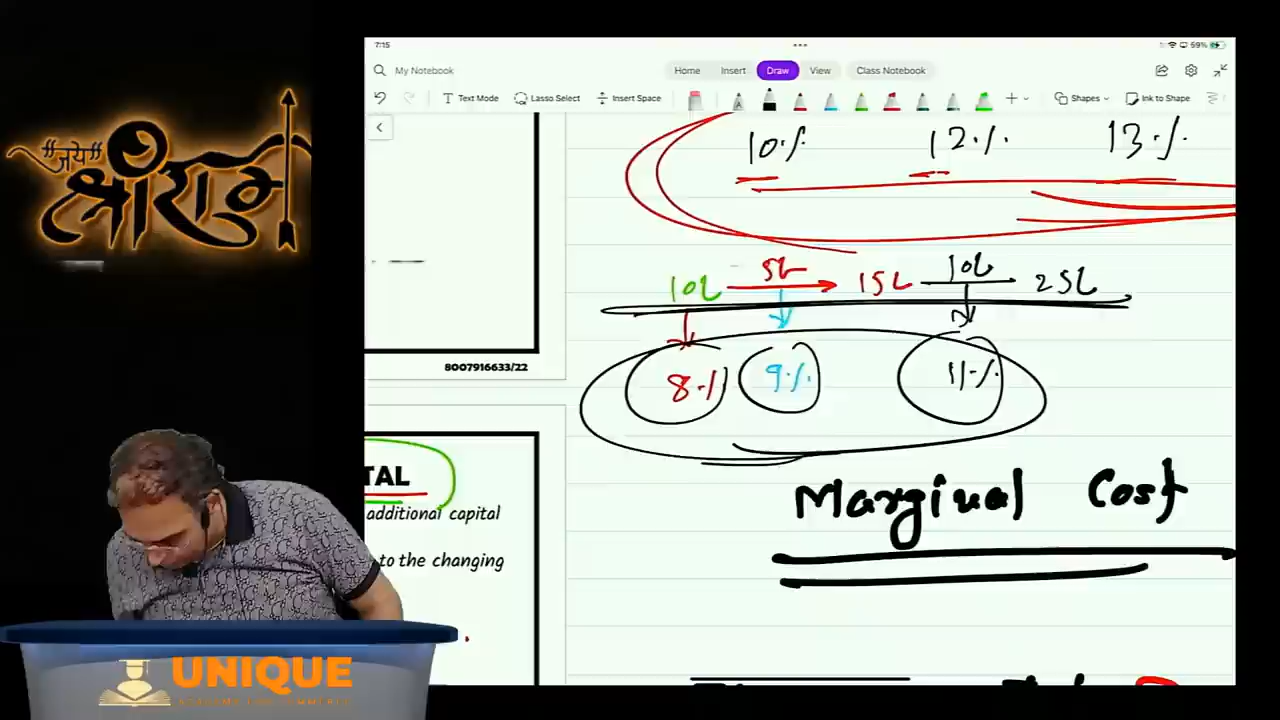 7:15
59%
My Notebook
Home Insert Draw View Class Notebook
Text Mode Lasso Select Insert Space Shapes Ink to Shape
"जय"
श्रीराम
10% 12% 13%
10L 5L 15L 10L 25L
8% 9% 11%
8007916633/22
TAL
additional capital
to the changing
Marginal Cost
UNIQUE